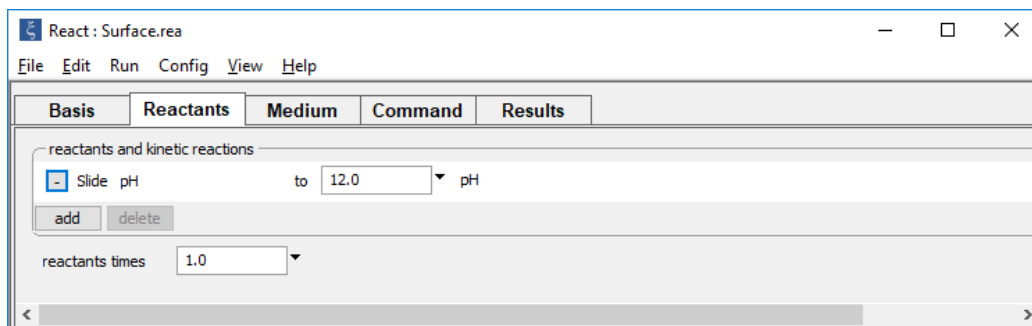 React : Surface.rea
File Edit Run Config View Help
Basis Reactants Medium Command Results
reactants and kinetic reactions
- Slide pH to 12.0 pH
add delete
reactants times 1.0